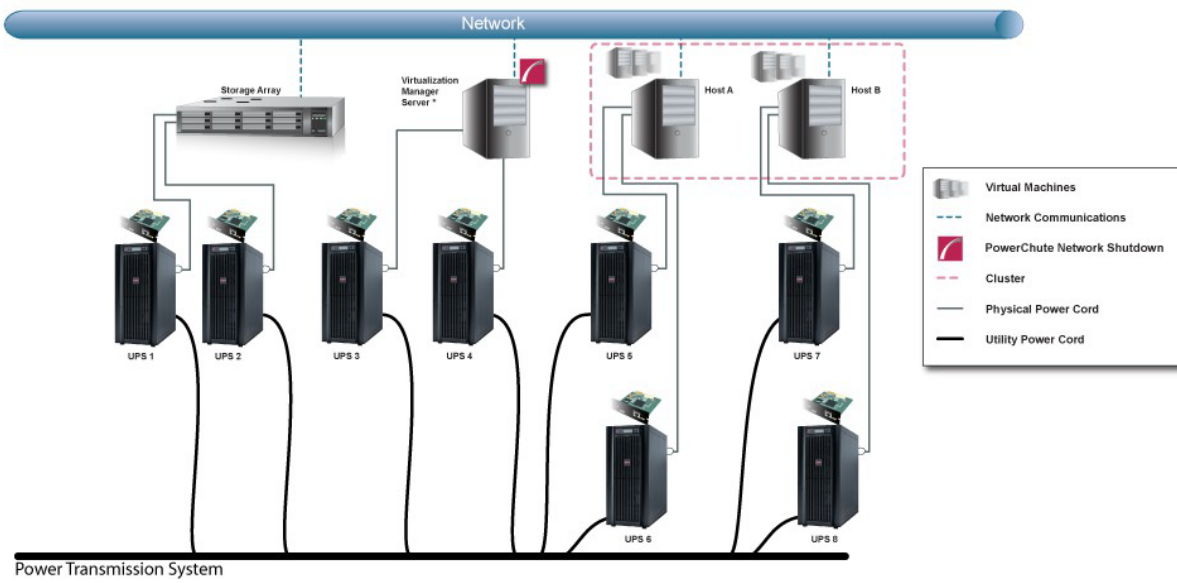 Network
Storage Array
Virtualization
Manager
Server *
Host A
Host B
Virtual Machines
Network Communications
PowerChute Network Shutdown
Cluster
Physical Power Cord
Utility Power Cord
UPS 1
UPS 2
UPS 3
UPS 4
UPS 5
UPS 7
UPS 6
UPS 8
Power Transmission System